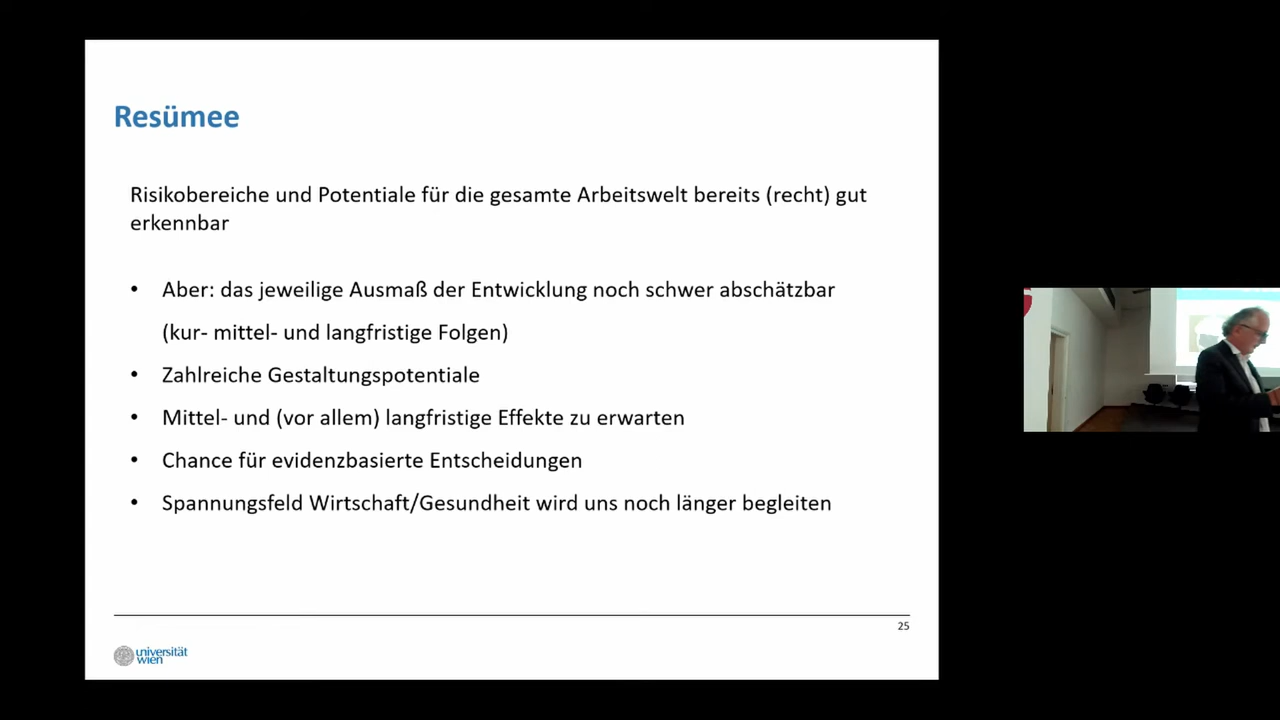 Resümee
Risikobereiche und Potentiale für die gesamte Arbeitswelt bereits (recht) gut
erkennbar
• Aber: das jeweilige Ausmaß der Entwicklung noch schwer abschätzbar
(kur- mittel- und langfristige Folgen)
• Zahlreiche Gestaltungspotentiale
• Mittel- und (vor allem) langfristige Effekte zu erwarten
• Chance für evidenzbasierte Entscheidungen
• Spannungsfeld Wirtschaft/Gesundheit wird uns noch länger begleiten
25
universität
wien